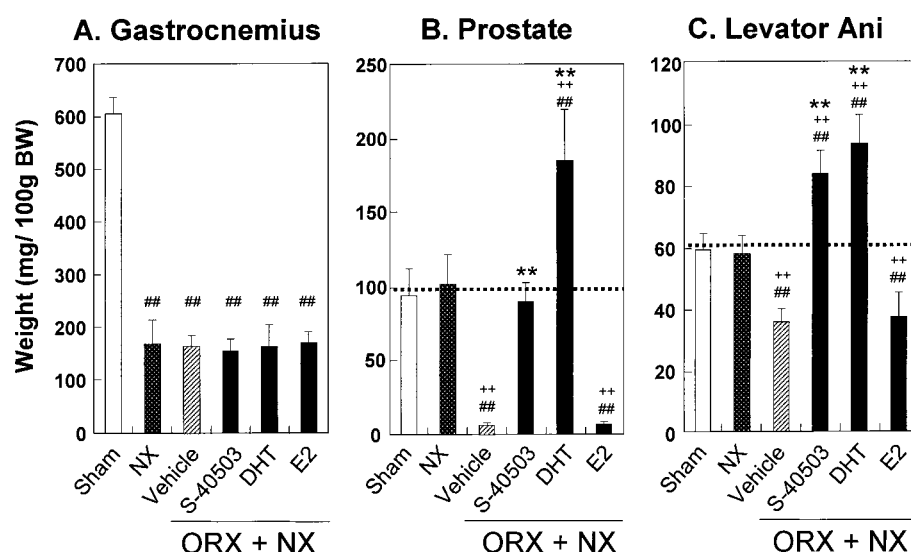 A. Gastrocnemius
B. Prostate
C. Levator Ani
Weight (mg/ 100g BW)
700
600
500
400
300
200
100
0
## ## ## ## ##
Sham
NX
Vehicle
S-40503
DHT
E2
ORX + NX
250
200
150
100
50
0
++
##
**
**
++
##
++
##
Sham
NX
Vehicle
S-40503
DHT
E2
ORX + NX
120
100
80
60
40
20
0
++
##
**
++
##
**
++
##
++
##
Sham
NX
Vehicle
S-40503
DHT
E2
ORX + NX